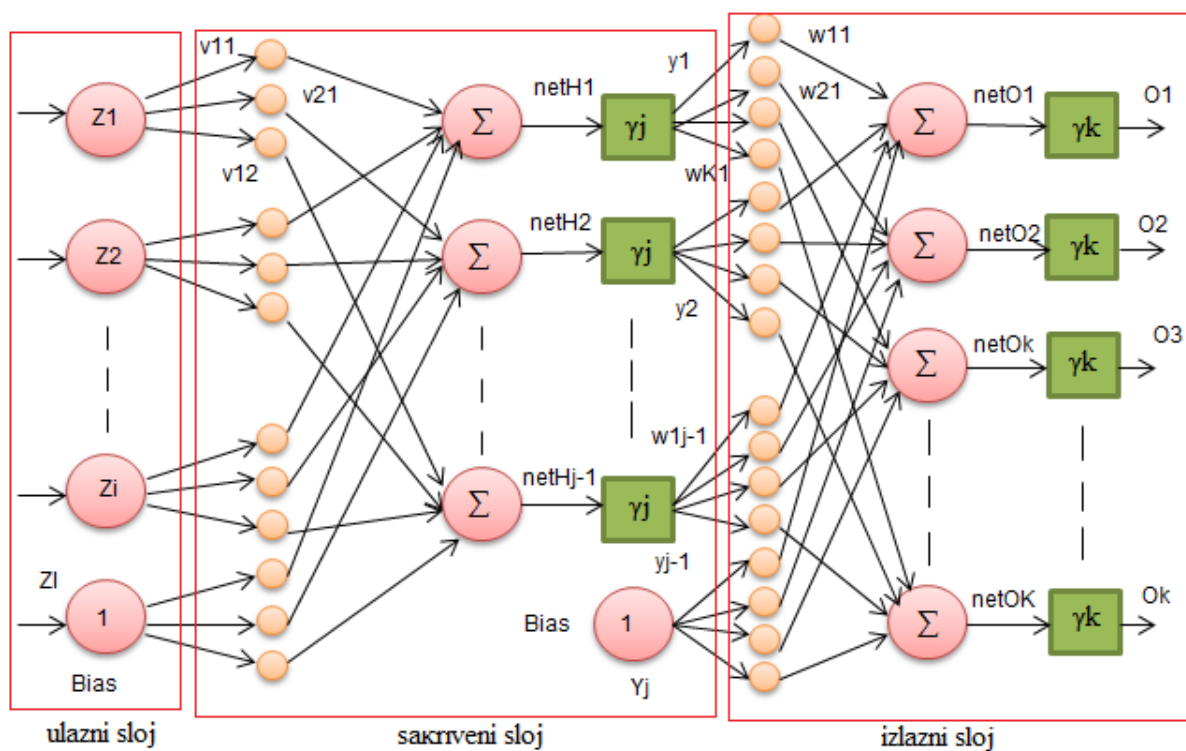 v11
y1
w11
Z1
v21
netH1
γj
w21
Σ
netO1
γk
O1
Σ
v12
wK1
Z2
netH2
γj
Σ
netO2
γk
O2
Σ
y2
netOk
γk
O3
Σ
w1j-1
Zi
netHj-1
γj
Σ
yj-1
ZI
1
Bias
1
netOK
γk
Ok
Σ
Bias
Yj
ulazni sloj
sакrıveni sloj
izlazni sloj